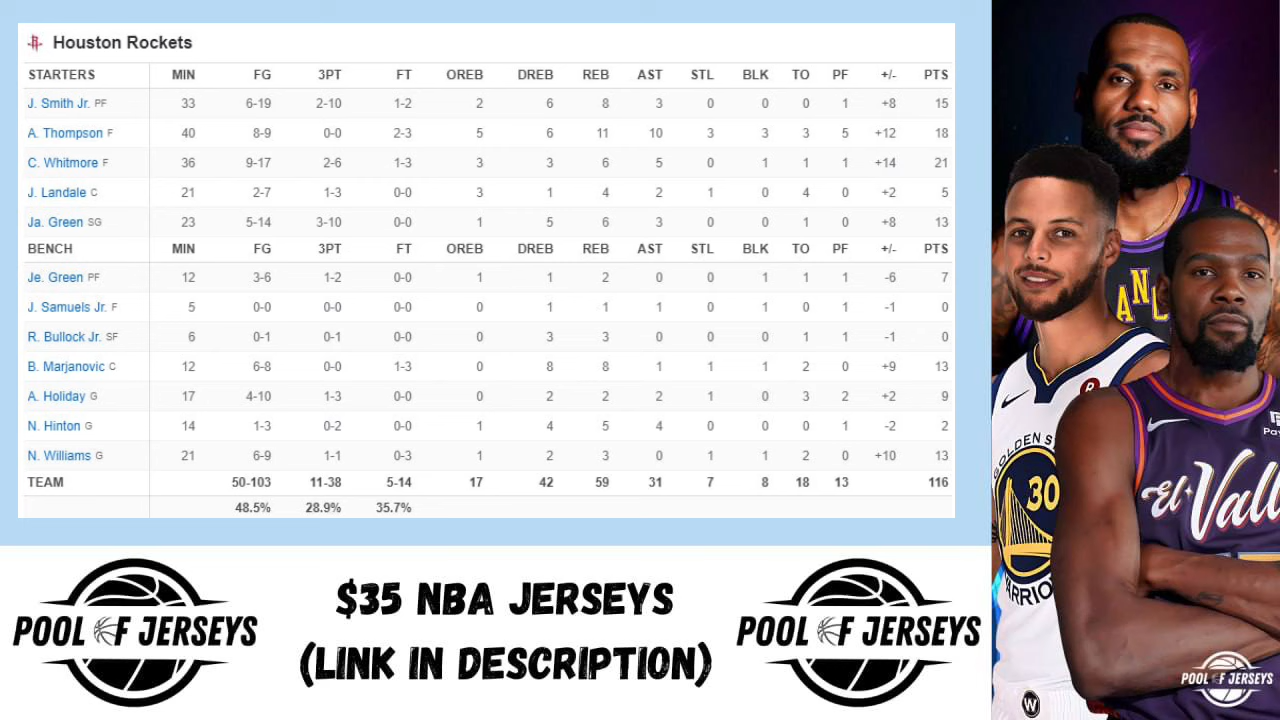 Houston Rockets
STARTERS MIN FG 3PT FT OREB DREB REB AST STL BLK TO PF +/- PTS
J. Smith Jr. PF 33 6-19 2-10 1-2 2 6 8 3 0 0 0 1 +8 15
A. Thompson F 40 8-9 0-0 2-3 5 6 11 10 3 3 3 5 +12 18
C. Whitmore F 36 9-17 2-6 1-3 3 3 6 5 0 1 1 1 +14 21
J. Landale C 21 2-7 1-3 0-0 3 1 4 2 1 0 4 0 +2 5
Ja. Green SG 23 5-14 3-10 0-0 1 5 6 3 0 0 1 0 +8 13
BENCH MIN FG 3PT FT OREB DREB REB AST STL BLK TO PF +/- PTS
Je. Green PF 12 3-6 1-2 0-0 1 1 2 0 0 1 1 1 -6 7
J. Samuels Jr. F 5 0-0 0-0 0-0 0 1 1 1 0 1 0 1 -1 0
R. Bullock Jr. SF 6 0-1 0-1 0-0 0 3 3 0 0 0 1 1 -1 0
B. Marjanovic C 12 6-8 0-0 1-3 0 8 8 1 1 1 2 0 +9 13
A. Holiday G 17 4-10 1-3 0-0 0 2 2 2 1 0 3 2 +2 9
N. Hinton G 14 1-3 0-2 0-0 1 4 5 4 0 0 0 1 -2 2
N. Williams G 21 6-9 1-1 0-3 1 2 3 0 1 1 2 0 +10 13
TEAM 50-103 11-38 5-14 17 42 59 31 7 8 18 13 116
48.5% 28.9% 35.7%
POOL OF JERSEYS
$35 NBA JERSEYS
(LINK IN DESCRIPTION)
POOL OF JERSEYS
ANG
GOLDEN S
30
ARRIO
W
R
Pay
El Valle
POOL OF JERSEYS